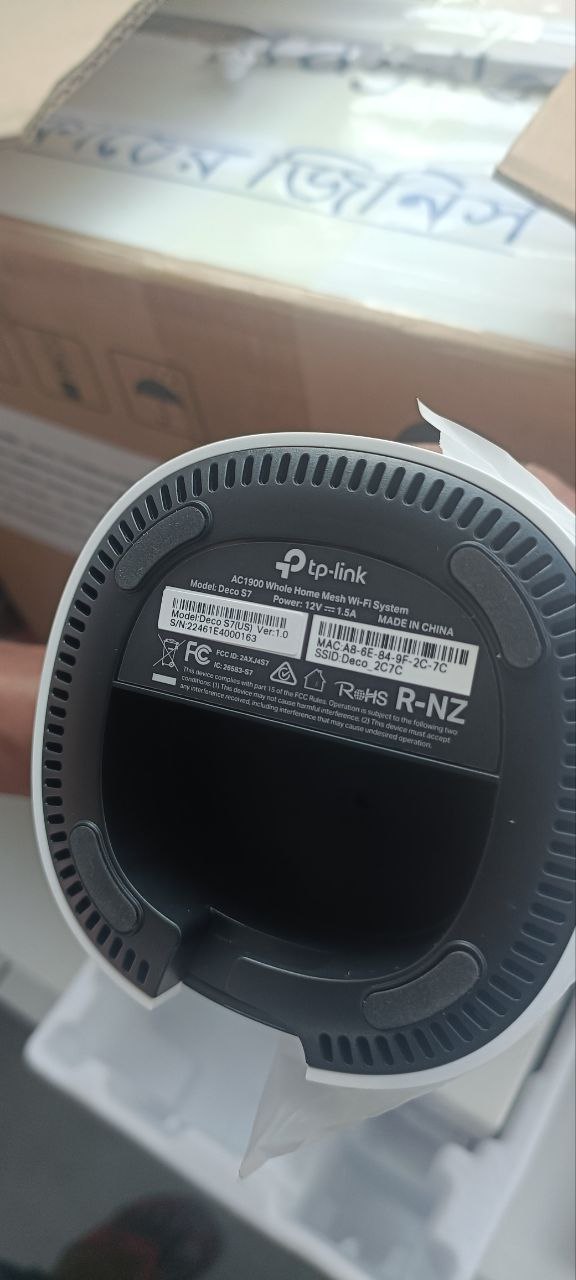 কাচের জিনিস
tp-link
AC1900 Whole Home Mesh Wi-Fi System
Model: Deco S7 Power: 12V⎓1.5A MADE IN CHINA
Model:Deco S7(US) Ver:1.0
S/N:22461E4000163
MAC:A8-6E-84-9F-2C-7C
SSID:Deco_2C7C
FC FCC ID: 2AXJ4S7
IC: 26583-S7
RoHS R-NZ
This device complies with part 15 of the FCC Rules. Operation is subject to the following two
conditions: (1) This device may not cause harmful interference. (2) This device must accept
any interference received, including interference that may cause undesired operation.